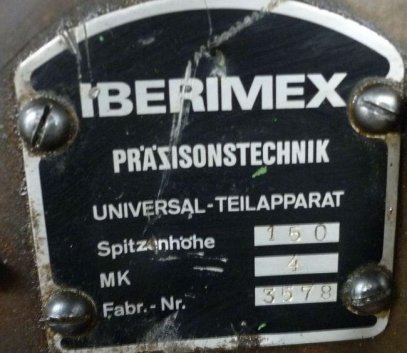 IBERIMEX
PRÄZISONSTECHNIK
UNIVERSAL-TEILAPPARAT
Spitzenhöhe 150
MK 4
Fabr.-Nr. 3578